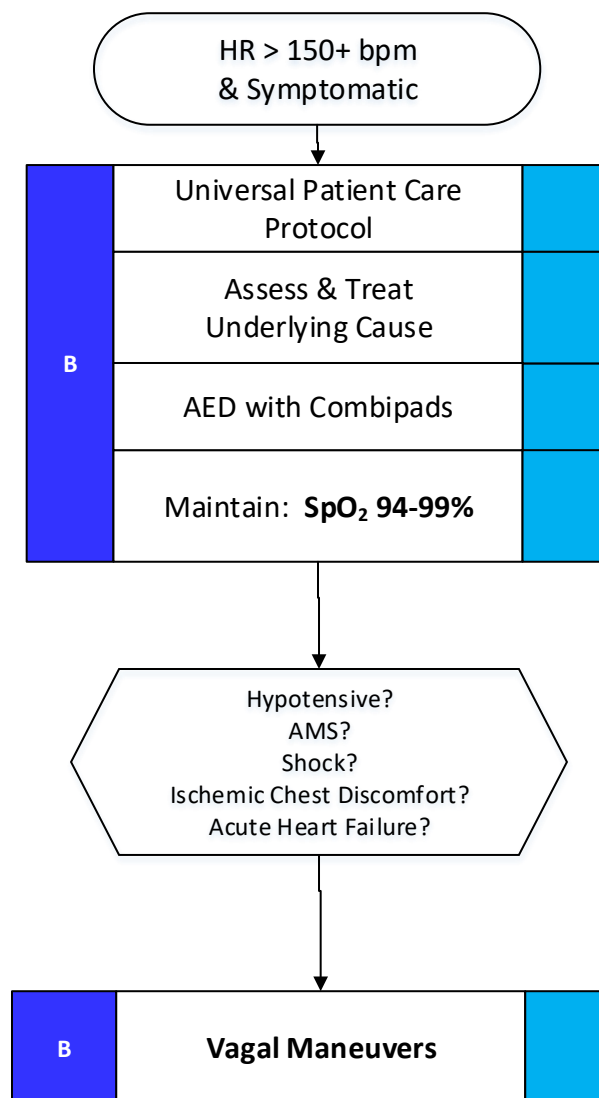 HR > 150+ bpm
& Symptomatic
Universal Patient Care
Protocol
Assess & Treat
Underlying Cause
B
AED with Combipads
Maintain: SpO₂ 94-99%
Hypotensive?
AMS?
Shock?
Ischemic Chest Discomfort?
Acute Heart Failure?
B
Vagal Maneuvers